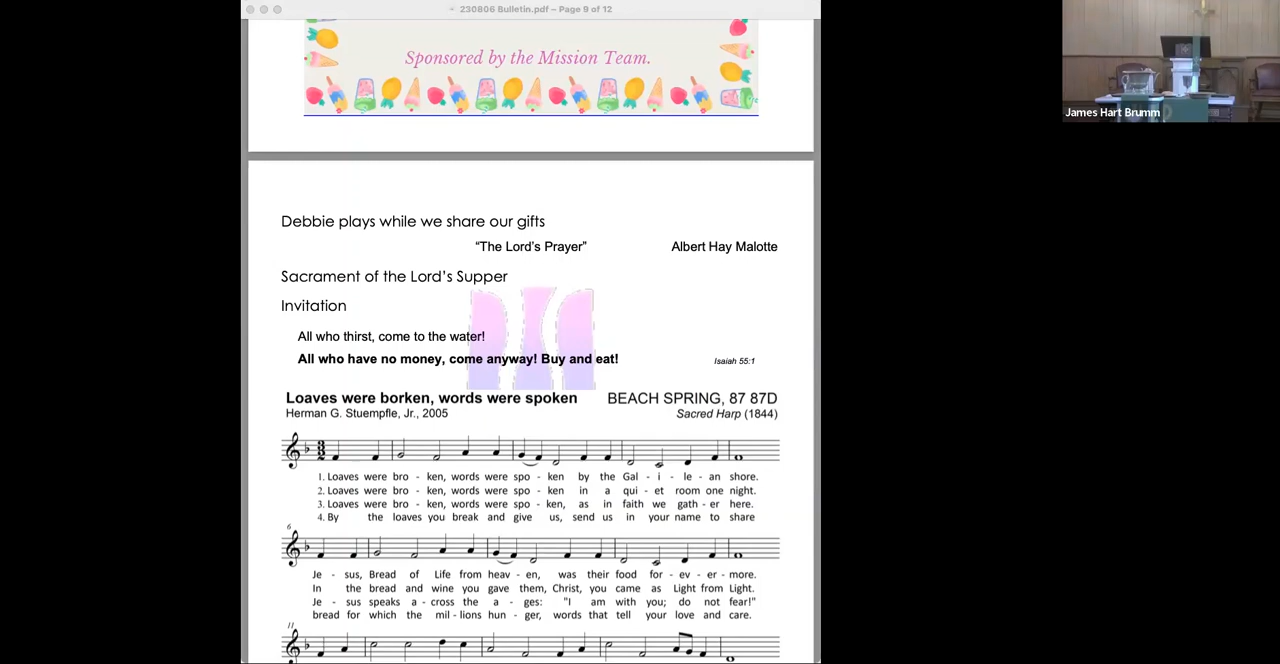 230806 Bulletin.pdf – Page 9 of 12
Sponsored by the Mission Team.
James Hart Brumm
Debbie plays while we share our gifts
“The Lord’s Prayer” Albert Hay Malotte
Sacrament of the Lord’s Supper
Invitation
All who thirst, come to the water!
All who have no money, come anyway! Buy and eat! Isaiah 55:1
Loaves were borken, words were spoken BEACH SPRING, 87 87D
Herman G. Stuempfle, Jr., 2005 Sacred Harp (1844)
1. Loaves were bro - ken, words were spo - ken by the Gal - i - le - an shore.
2. Loaves were bro - ken, words were spo - ken in a qui - et room one night.
3. Loaves were bro - ken, words were spo - ken, as in faith we gath - er here.
4. By the loaves you break and give us, send us in your name to share
6
Je - sus, Bread of Life from heav - en, was their food for - ev - er - more.
In the bread and wine you gave them, Christ, you came as Light from Light.
Je - sus speaks a - cross the a - ges: "I am with you; do not fear!"
bread for which the mil - lions hun - ger, words that tell your love and care.
11